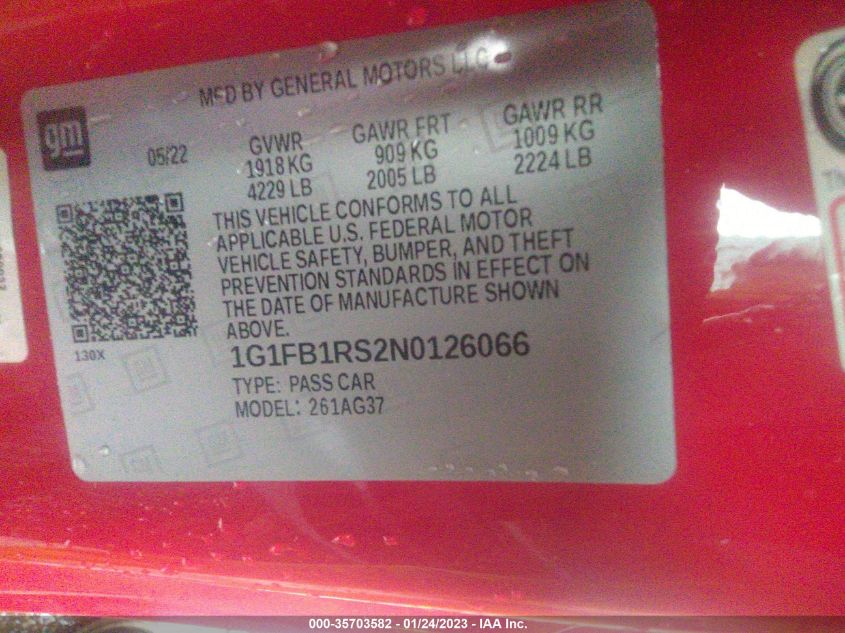 MFD BY GENERAL MOTORS LLC
gm
05/22
GVWR
1918 KG
4229 LB
GAWR FRT
909 KG
2005 LB
GAWR RR
1009 KG
2224 LB
THIS VEHICLE CONFORMS TO ALL
APPLICABLE U.S. FEDERAL MOTOR
VEHICLE SAFETY, BUMPER, AND THEFT
PREVENTION STANDARDS IN EFFECT ON
THE DATE OF MANUFACTURE SHOWN
ABOVE.
130X
1G1FB1RS2N0126066
TYPE: PASS CAR
MODEL: 261AG37
000-35703582 - 01/24/2023 - IAA Inc.